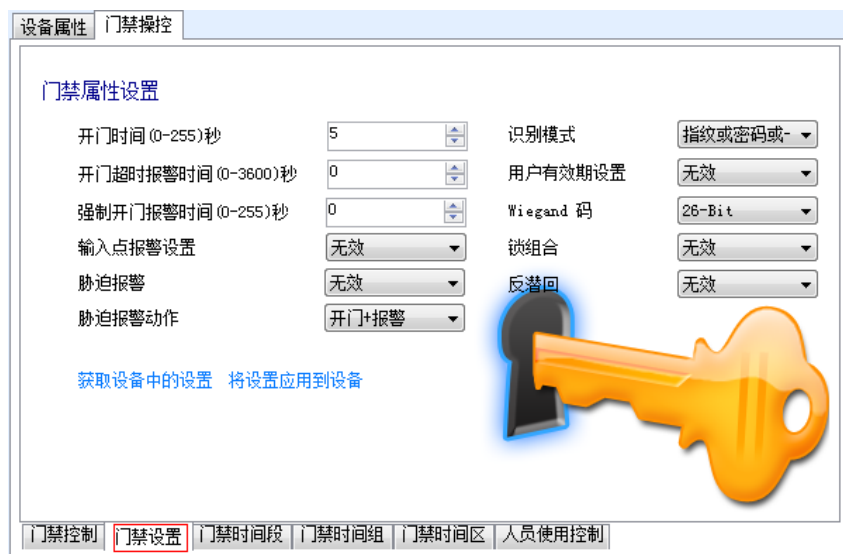 设备属性 门禁操控
门禁属性设置
开门时间(0-255)秒 5 识别模式 指纹或密码或-
开门超时报警时间(0-3600)秒 0 用户有效期设置 无效
强制开门报警时间(0-255)秒 0 Wiegand 码 26-Bit
输入点报警设置 无效 锁组合 无效
胁迫报警 无效 反潜回 无效
胁迫报警动作 开门+报警
获取设备中的设置 将设置应用到设备
门禁控制 门禁设置 门禁时间段 门禁时间组 门禁时间区 人员使用控制